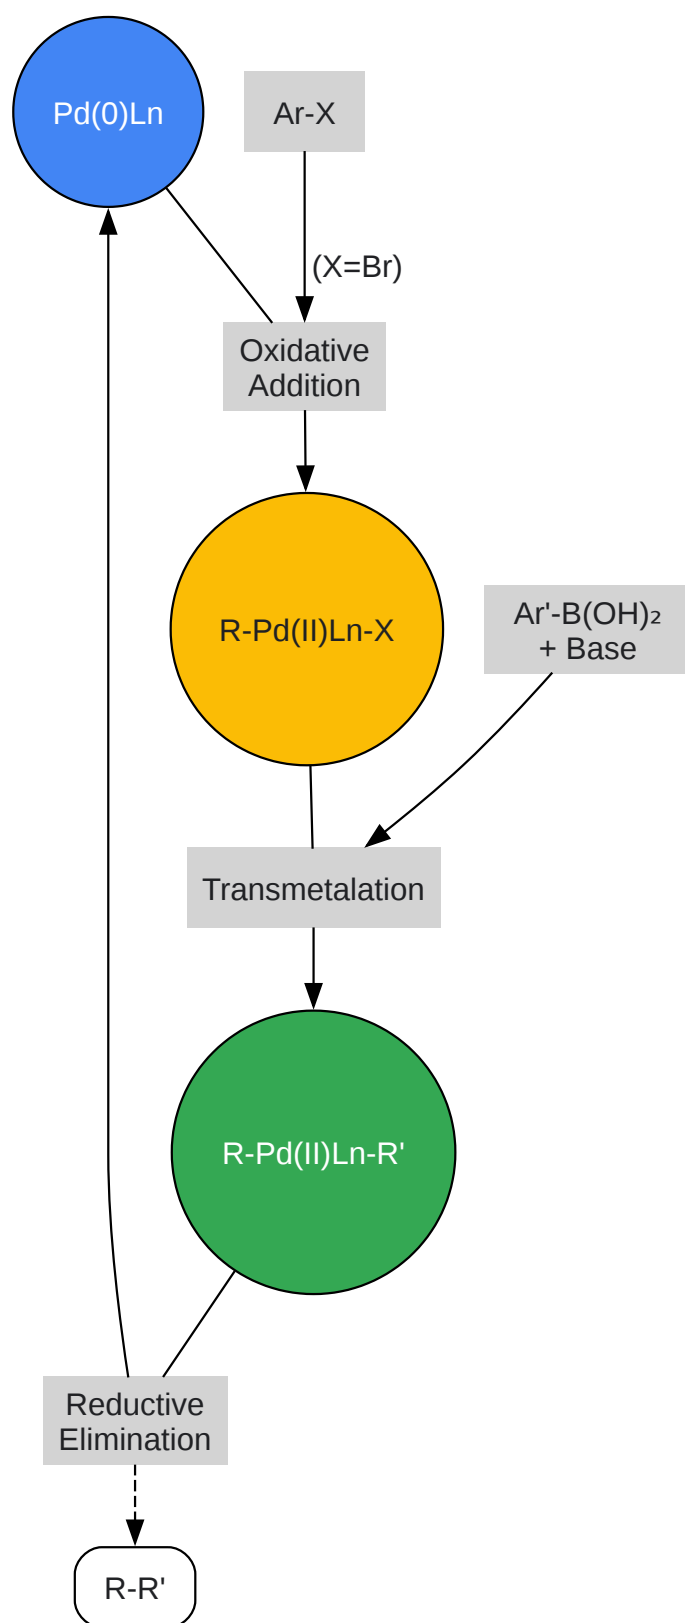 Pd(0)Ln
Ar-X
(X=Br)
Oxidative
Addition
R-Pd(II)Ln-X
Ar'-B(OH)₂
+ Base
Transmetalation
R-Pd(II)Ln-R'
Reductive
Elimination
R-R'